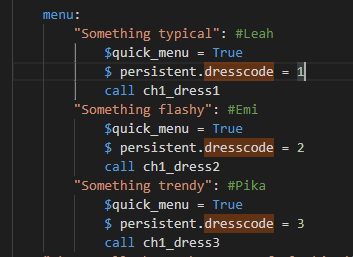 menu:
"Something typical": #Leah
$quick_menu = True
$ persistent.dresscode = 1
call ch1_dress1
"Something flashy": #Emi
$quick_menu = True
$ persistent.dresscode = 2
call ch1_dress2
"Something trendy": #Pika
$quick_menu = True
$ persistent.dresscode = 3
call ch1_dress3